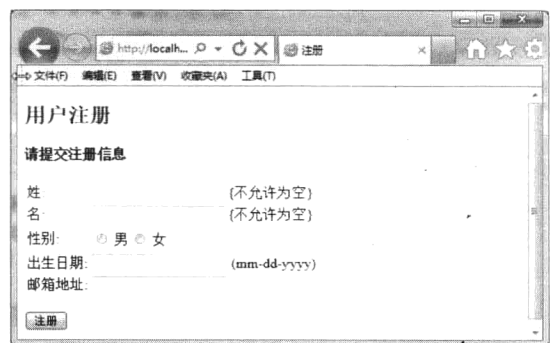 http://localh...
注册
文件(F) 编辑(E) 查看(V) 收藏夹(A) 工具(T)
用户注册
请提交注册信息
姓: {不允许为空}
名: {不允许为空}
性别: 男 女
出生日期: (mm-dd-yyyy)
邮箱地址:
注册